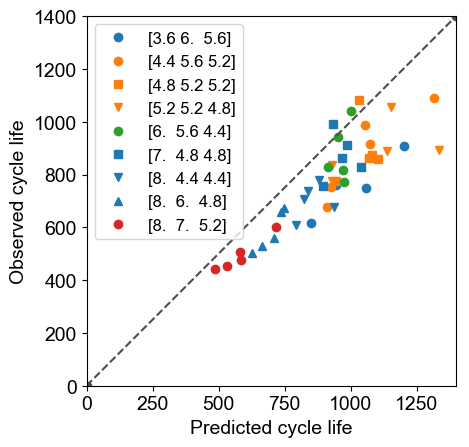 1400
1200
1000
800
600
400
200
0
Observed cycle life
[3.6 6.  5.6]
[4.4 5.6 5.2]
[4.8 5.2 5.2]
[5.2 5.2 4.8]
[6.  5.6 4.4]
[7.  4.8 4.8]
[8.  4.4 4.4]
[8.  6.  4.8]
[8.  7.  5.2]
0 250 500 750 1000 1250
Predicted cycle life